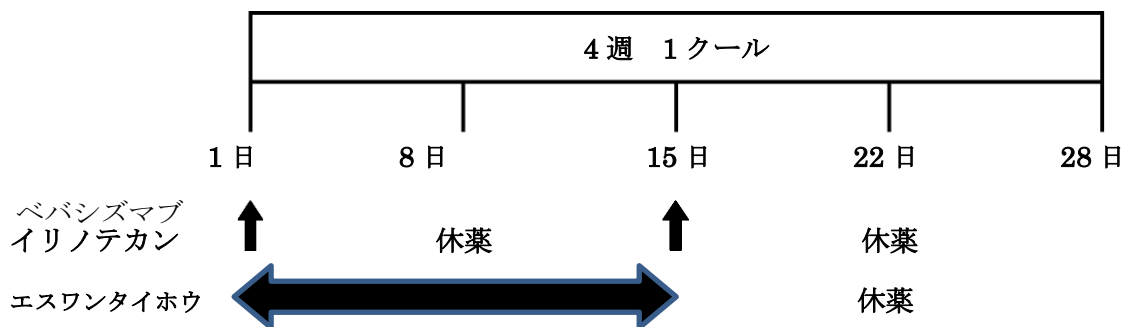 4週 1クール
1日 8日 15日 22日 28日
ベバシズマブ
イリノテカン 休薬 休薬
エスワンタイホウ 休薬